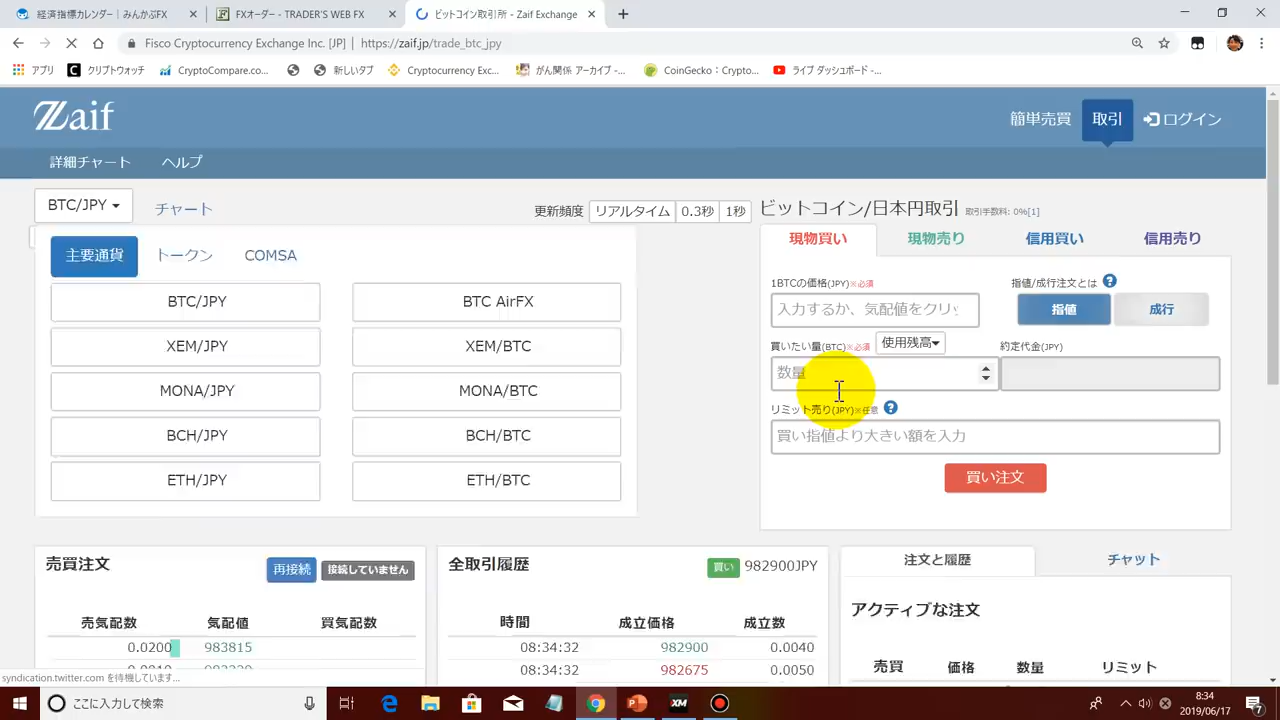 経済指標カレンダー｜みんかぶFX
FXオーダー - TRADER'S WEB FX
ビットコイン取引所 - Zaif Exchange
Fisco Cryptocurrency Exchange Inc. [JP] | https://zaif.jp/trade_btc_jpy
アプリ クリプトウォッチ CryptoCompare.co... 新しいタブ Cryptocurrency Exc... がん関係 アーカイブ -... CoinGecko：Crypto... ライブ ダッシュボード -...
Zaif
簡単売買 取引 ログイン
詳細チャート ヘルプ
BTC/JPY チャート
更新頻度 リアルタイム 0.3秒 1秒
ビットコイン/日本円取引 取引手数料: 0%[1]
主要通貨 トークン COMSA
現物買い 現物売り 信用買い 信用売り
BTC/JPY BTC AirFX
XEM/JPY XEM/BTC
MONA/JPY MONA/BTC
BCH/JPY BCH/BTC
ETH/JPY ETH/BTC
1BTCの価格(JPY)※必須 指値/成行注文とは ?
入力するか、気配値をクリッ
指値 成行
買いたい量(BTC)※必須 使用残高 約定代金(JPY)
数量
リミット売り(JPY)※任意 ?
買い指値より大きい額を入力
買い注文
売買注文 再接続 接続していません
売気配数 気配値 買気配数
0.0200 983815
全取引履歴 買い 982900JPY
時間 成立価格 成立数
08:34:32 982900 0.0040
08:34:32 982675 0.0050
注文と履歴 チャット
アクティブな注文
売買 価格 数量 リミット
syndication.twitter.com を待機しています...
ここに入力して検索
XM
8:34
2019/06/17
7